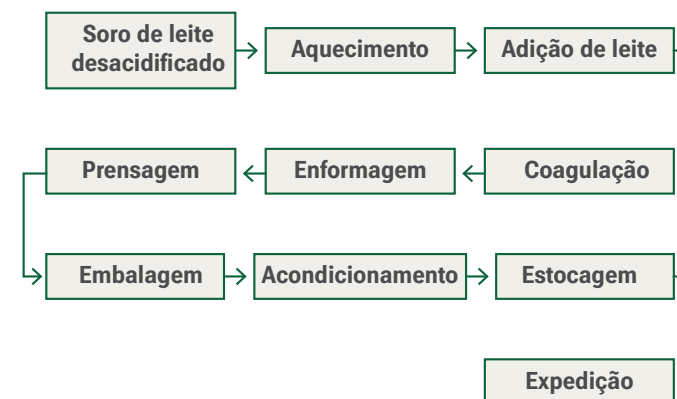 Soro de leite
desacidificado
Aquecimento
Adição de leite
Prensagem
Enformagem
Coagulação
Embalagem
Acondicionamento
Estocagem
Expedição